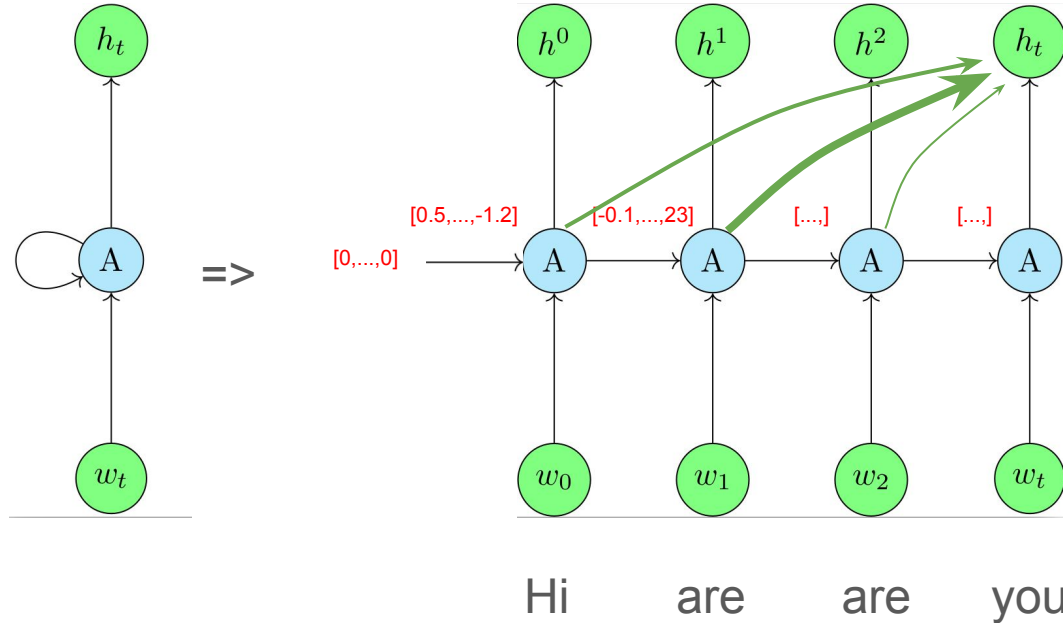 h_t h^0 h^1 h^2 h_t
[0.5,...,-1.2] [-0.1,...,23] [...,] [...,]
[0,...,0]
A => A A A A
w_t w_0 w_1 w_2 w_t
Hi are are you